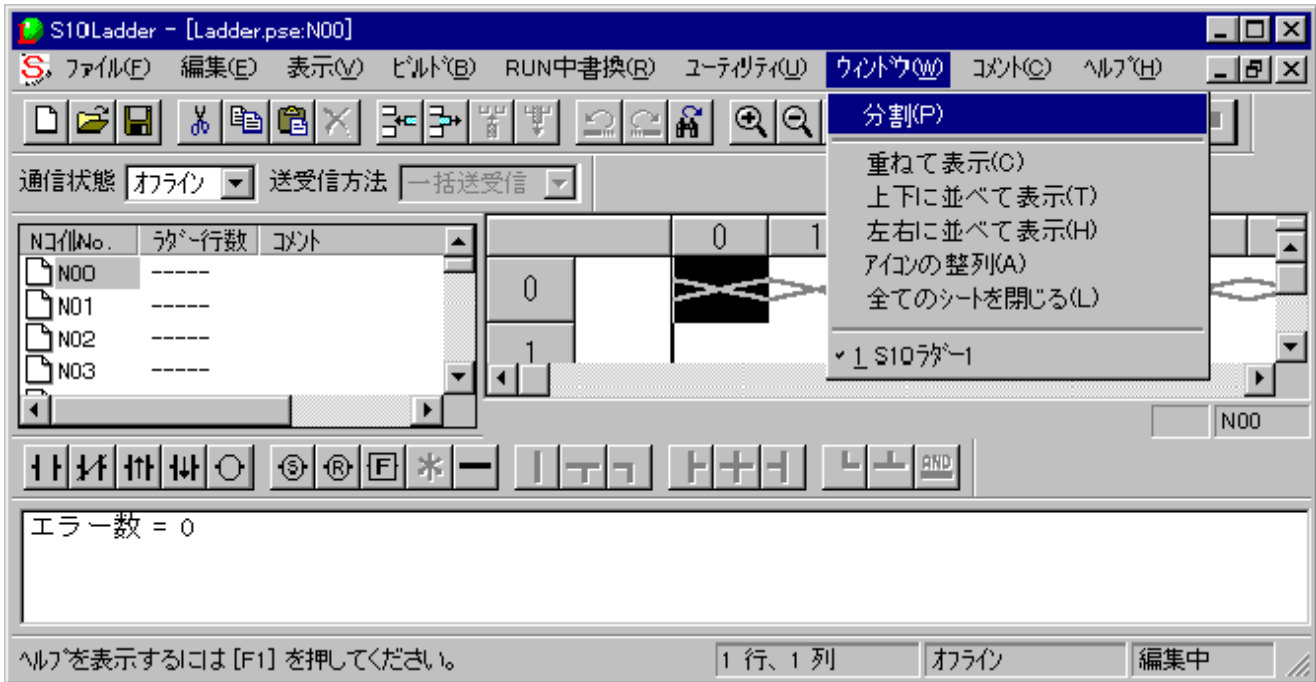 S10Ladder - [Ladder.pse:N00]
ﾌｧｲﾙ(F) 編集(E) 表示(V) ﾋﾞﾙﾄﾞ(B) RUN中書換(R) ﾕｰﾃｨﾘﾃｨ(U) ｳｨﾝﾄﾞｳ(W) ｺﾒﾝﾄ(C) ﾍﾙﾌﾟ(H)
分割(P)
重ねて表示(C)
上下に並べて表示(T)
左右に並べて表示(H)
ｱｲｺﾝの整列(A)
全てのｼｰﾄを閉じる(L)
1 S10ﾗﾀﾞｰ1
通信状態 ｵﾌﾗｲﾝ 送受信方法 一括送受信
NｺｲﾙNo. ﾗﾀﾞｰ行数 ｺﾒﾝﾄ
N00 -----
N01 -----
N02 -----
N03 -----
0 1
0
1
N00
S R F AND
エラー数 = 0
ﾍﾙﾌﾟを表示するには [F1] を押してください。 1 行、1 列 ｵﾌﾗｲﾝ 編集中